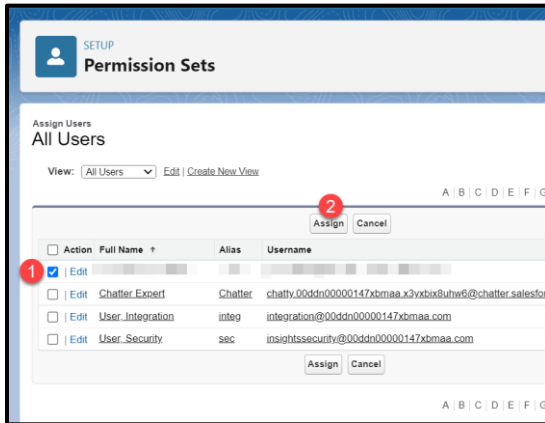 SETUP
Permission Sets
Assign Users
All Users
View: All Users Edit | Create New View
A | B | C | D | E | F | G
2
Assign Cancel
Action Full Name ↑ Alias Username
1 | Edit
| Edit Chatter Expert Chatter chatty.00ddn00000147xbmaa.x3yxbix8uhw6@chatter.salesfor
| Edit User, Integration integ integration@00ddn00000147xbmaa.com
| Edit User, Security sec insightssecurity@00ddn00000147xbmaa.com
Assign Cancel
A | B | C | D | E | F | G